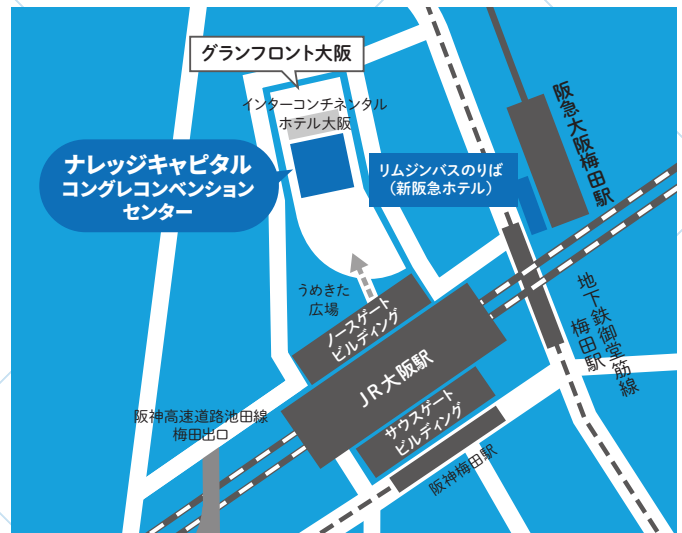 グランフロント大阪
インターコンチネンタル
ホテル大阪
ナレッジキャピタル
コングレコンベンション
センター
リムジンバスのりば
（新阪急ホテル）
阪急大阪梅田駅
うめきた
広場
ノースゲート
ビルディング
JR大阪駅
サウスゲート
ビルディング
地下鉄御堂筋線
梅田駅
阪神高速道路池田線
梅田出口
阪神梅田駅